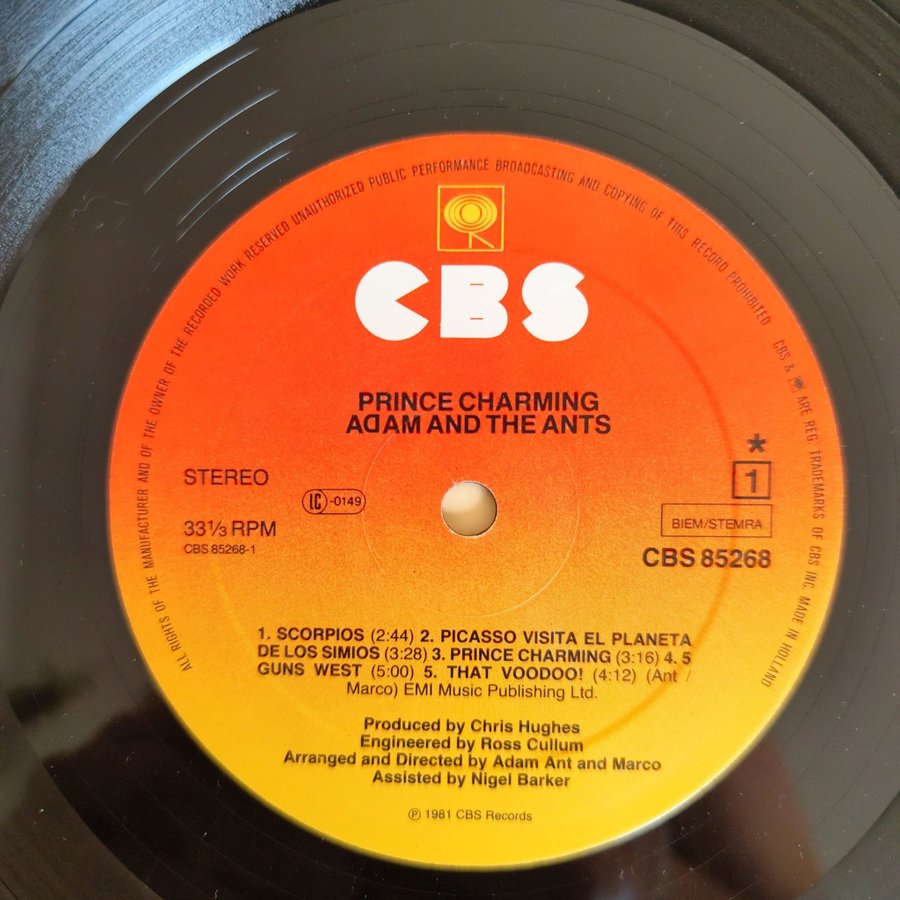 ALL RIGHTS OF THE MANUFACTURER AND OF THE OWNER OF THE RECORDED WORK RESERVED UNAUTHORIZED PUBLIC PERFORMANCE BROADCASTING AND COPYING OF THIS RECORD PROHIBITED CBS & ARE REG. TRADEMARKS OF CBS INC. MADE IN HOLLAND
CBS
PRINCE CHARMING
ADAM AND THE ANTS
STEREO
LC -0149
33⅓ RPM
CBS 85268-1
*
1
BIEM/STEMRA
CBS 85268
1. SCORPIOS (2:44) 2. PICASSO VISITA EL PLANETA
DE LOS SIMIOS (3:28) 3. PRINCE CHARMING (3:16) 4. 5
GUNS WEST (5:00) 5. THAT VOODOO! (4:12) (Ant /
Marco) EMI Music Publishing Ltd.
Produced by Chris Hughes
Engineered by Ross Cullum
Arranged and Directed by Adam Ant and Marco
Assisted by Nigel Barker
℗ 1981 CBS Records